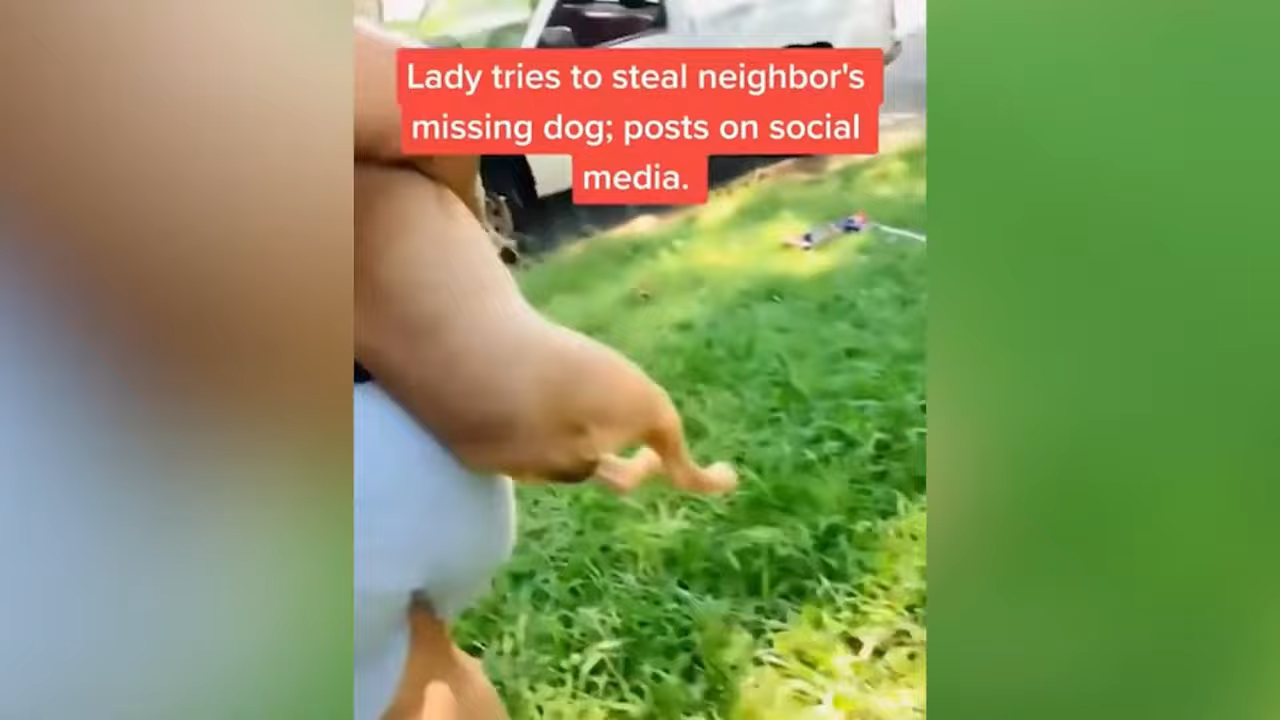 Lady tries to steal neighbor's
missing dog; posts on social
media.